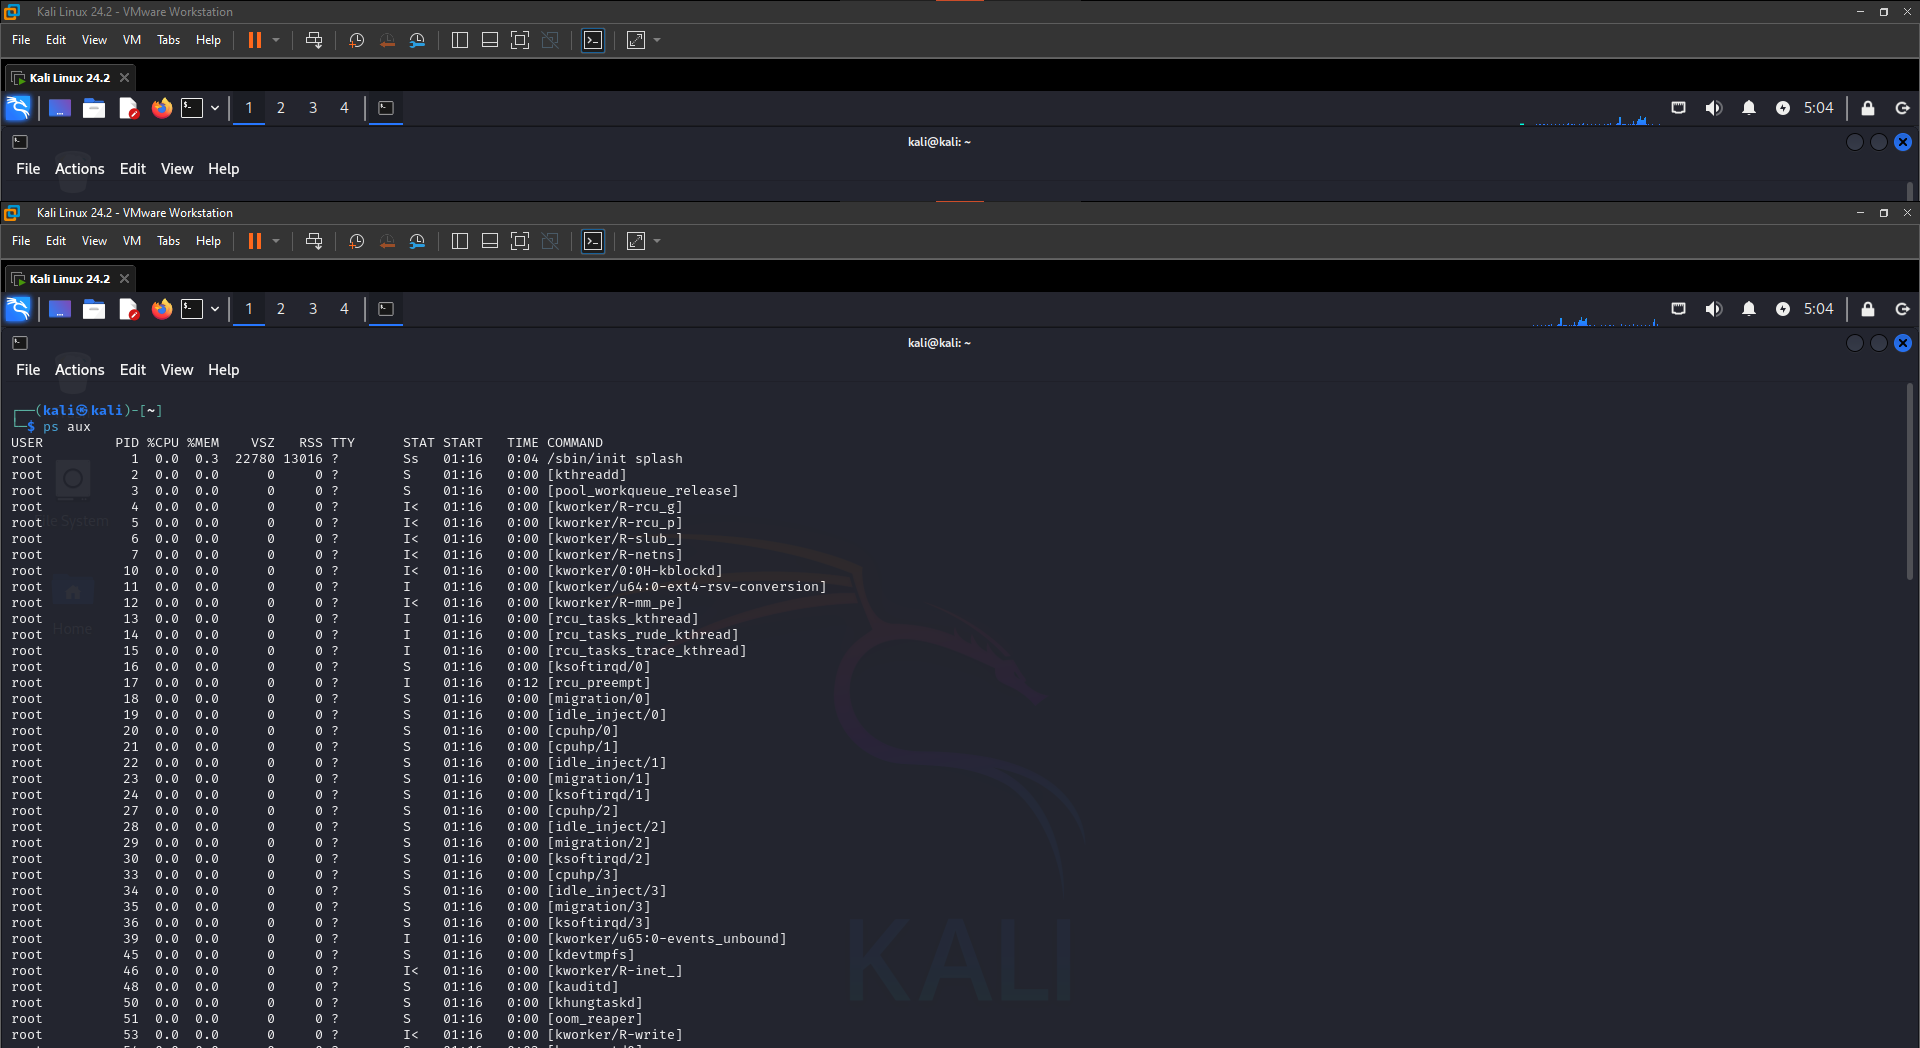 Kali Linux 24.2 - VMware Workstation
File Edit View VM Tabs Help
Kali Linux 24.2
1 2 3 4 5:04
kali@kali: ~
File Actions Edit View Help
Kali Linux 24.2 - VMware Workstation
File Edit View VM Tabs Help
Kali Linux 24.2
1 2 3 4 5:04
kali@kali: ~
File Actions Edit View Help
┌──(kali㉿kali)-[~]
└─$ ps aux
USER PID %CPU %MEM VSZ RSS TTY STAT START TIME COMMAND
root 1 0.0 0.3 22780 13016 ? Ss 01:16 0:04 /sbin/init splash
root 2 0.0 0.0 0 0 ? S 01:16 0:00 [kthreadd]
root 3 0.0 0.0 0 0 ? S 01:16 0:00 [pool_workqueue_release]
root 4 0.0 0.0 0 0 ? I< 01:16 0:00 [kworker/R-rcu_g]
root 5 0.0 0.0 0 0 ? I< 01:16 0:00 [kworker/R-rcu_p]
root 6 0.0 0.0 0 0 ? I< 01:16 0:00 [kworker/R-slub_]
root 7 0.0 0.0 0 0 ? I< 01:16 0:00 [kworker/R-netns]
root 10 0.0 0.0 0 0 ? I< 01:16 0:00 [kworker/0:0H-kblockd]
root 11 0.0 0.0 0 0 ? I 01:16 0:00 [kworker/u64:0-ext4-rsv-conversion]
root 12 0.0 0.0 0 0 ? I< 01:16 0:00 [kworker/R-mm_pe]
root 13 0.0 0.0 0 0 ? I 01:16 0:00 [rcu_tasks_kthread]
root 14 0.0 0.0 0 0 ? I 01:16 0:00 [rcu_tasks_rude_kthread]
root 15 0.0 0.0 0 0 ? I 01:16 0:00 [rcu_tasks_trace_kthread]
root 16 0.0 0.0 0 0 ? S 01:16 0:00 [ksoftirqd/0]
root 17 0.0 0.0 0 0 ? I 01:16 0:12 [rcu_preempt]
root 18 0.0 0.0 0 0 ? S 01:16 0:00 [migration/0]
root 19 0.0 0.0 0 0 ? S 01:16 0:00 [idle_inject/0]
root 20 0.0 0.0 0 0 ? S 01:16 0:00 [cpuhp/0]
root 21 0.0 0.0 0 0 ? S 01:16 0:00 [cpuhp/1]
root 22 0.0 0.0 0 0 ? S 01:16 0:00 [idle_inject/1]
root 23 0.0 0.0 0 0 ? S 01:16 0:00 [migration/1]
root 24 0.0 0.0 0 0 ? S 01:16 0:00 [ksoftirqd/1]
root 27 0.0 0.0 0 0 ? S 01:16 0:00 [cpuhp/2]
root 28 0.0 0.0 0 0 ? S 01:16 0:00 [idle_inject/2]
root 29 0.0 0.0 0 0 ? S 01:16 0:00 [migration/2]
root 30 0.0 0.0 0 0 ? S 01:16 0:00 [ksoftirqd/2]
root 33 0.0 0.0 0 0 ? S 01:16 0:00 [cpuhp/3]
root 34 0.0 0.0 0 0 ? S 01:16 0:00 [idle_inject/3]
root 35 0.0 0.0 0 0 ? S 01:16 0:00 [migration/3]
root 36 0.0 0.0 0 0 ? S 01:16 0:00 [ksoftirqd/3]
root 39 0.0 0.0 0 0 ? I 01:16 0:00 [kworker/u65:0-events_unbound]
root 45 0.0 0.0 0 0 ? S 01:16 0:00 [kdevtmpfs]
root 46 0.0 0.0 0 0 ? I< 01:16 0:00 [kworker/R-inet_]
root 48 0.0 0.0 0 0 ? S 01:16 0:00 [kauditd]
root 50 0.0 0.0 0 0 ? S 01:16 0:00 [khungtaskd]
root 51 0.0 0.0 0 0 ? S 01:16 0:00 [oom_reaper]
root 53 0.0 0.0 0 0 ? I< 01:16 0:00 [kworker/R-write]
System
Home
KALI